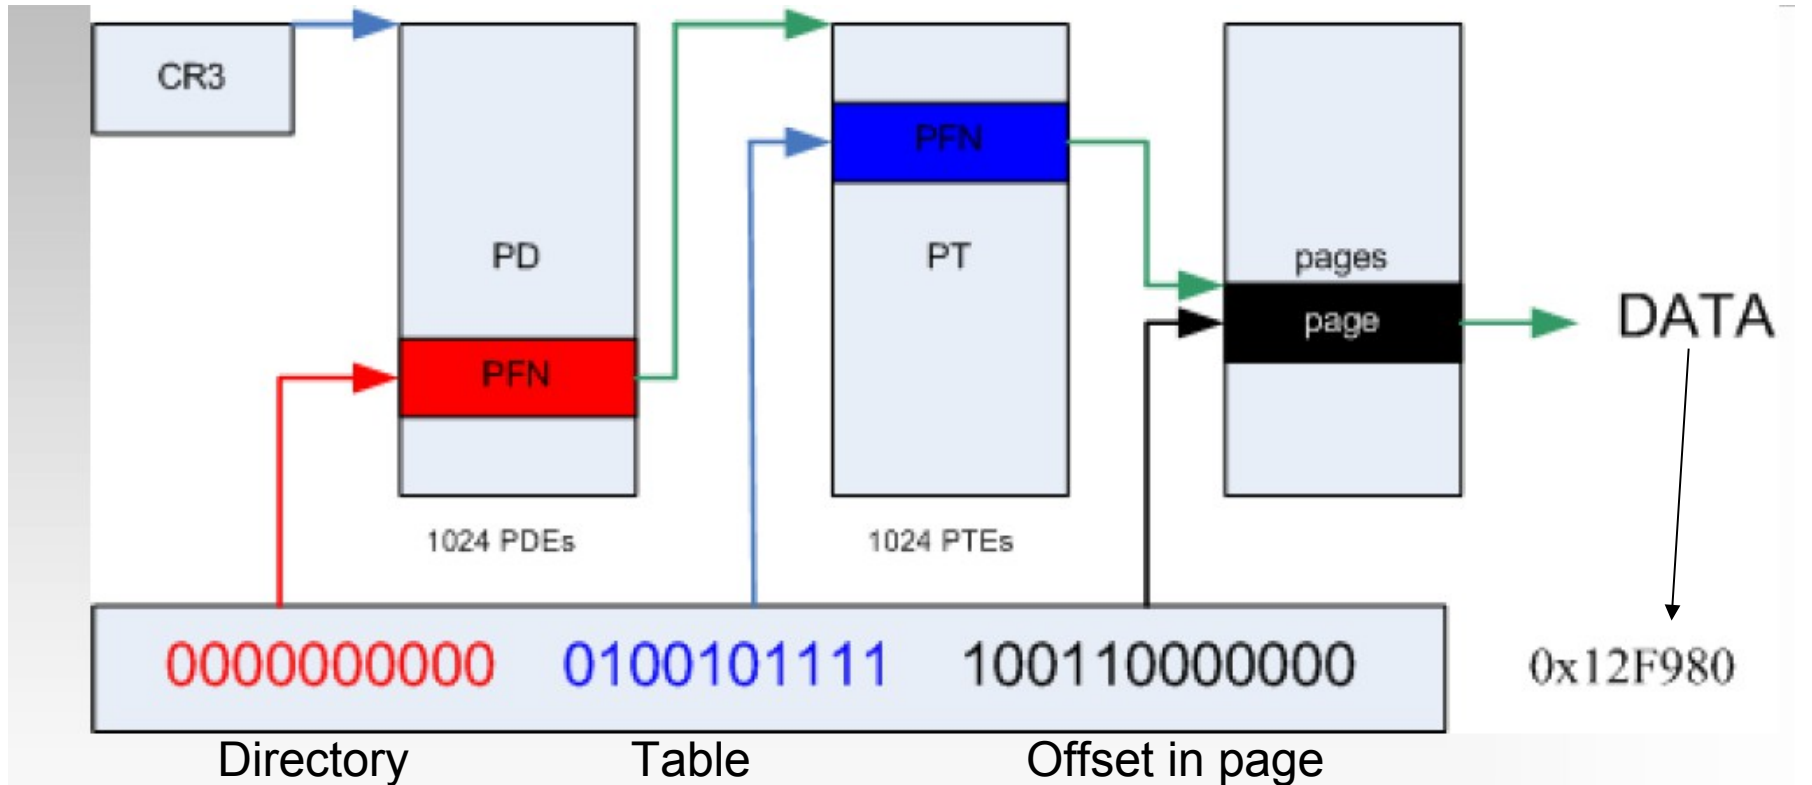 CR3
PD
PFN
1024 PDEs
PFN
PT
1024 PTEs
pages
page
DATA
0000000000 0100101111 100110000000
0x12F980
Directory Table Offset in page